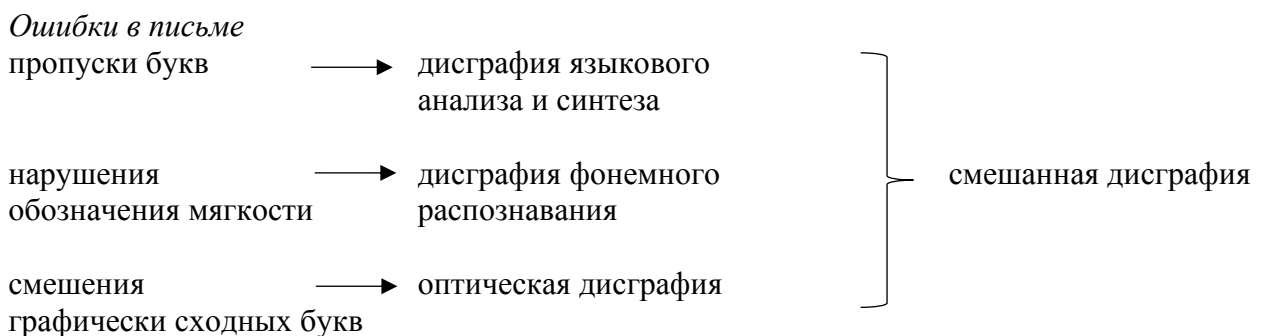 Ошибки в письме
пропуски букв дисграфия языкового
анализа и синтеза
нарушения дисграфия фонемного смешанная дисграфия
обозначения мягкости распознавания
смешения оптическая дисграфия
графически сходных букв